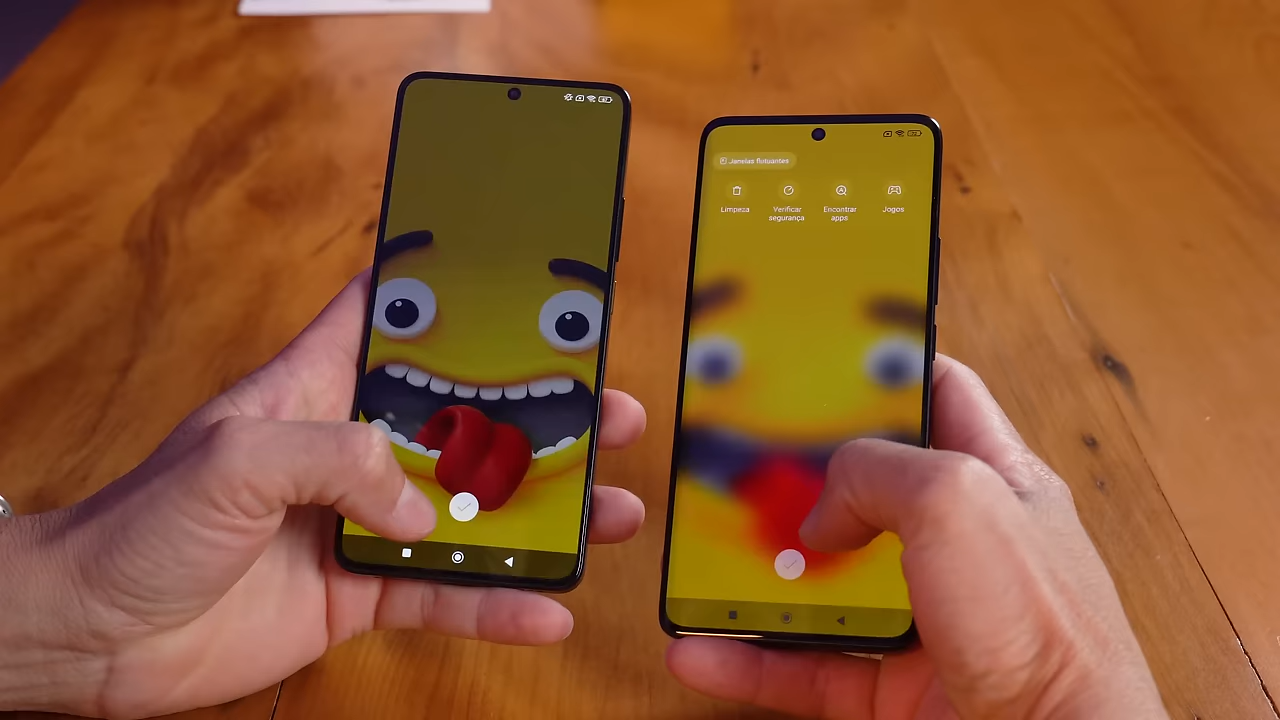 Janelas flutuantes
Limpeza
Verificar
segurança
Encontrar
apps
Jogos